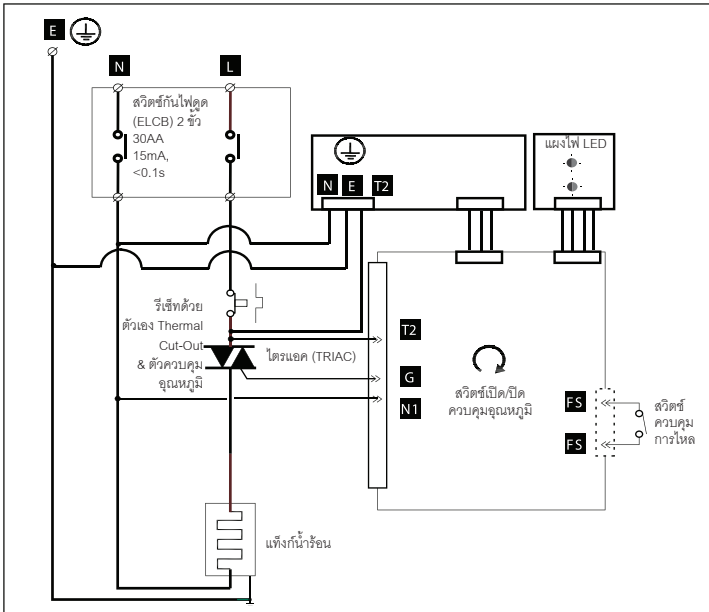 E
N
L
สวิตช์กันไฟดูด
(ELCB) 2 ขั้ว
30AA
15mA,
<0.1s
N E T2
แผงไฟ LED
รีเซ็ทด้วย
ตัวเอง Thermal
Cut-Out
& ตัวควบคุม
อุณหภูมิ
ไตรแอค (TRIAC)
T2
G
N1
สวิตช์เปิด/ปิด
ควบคุมอุณหภูมิ
FS
FS
สวิตช์
ควบคุม
การไหล
แท็งก์น้ำร้อน